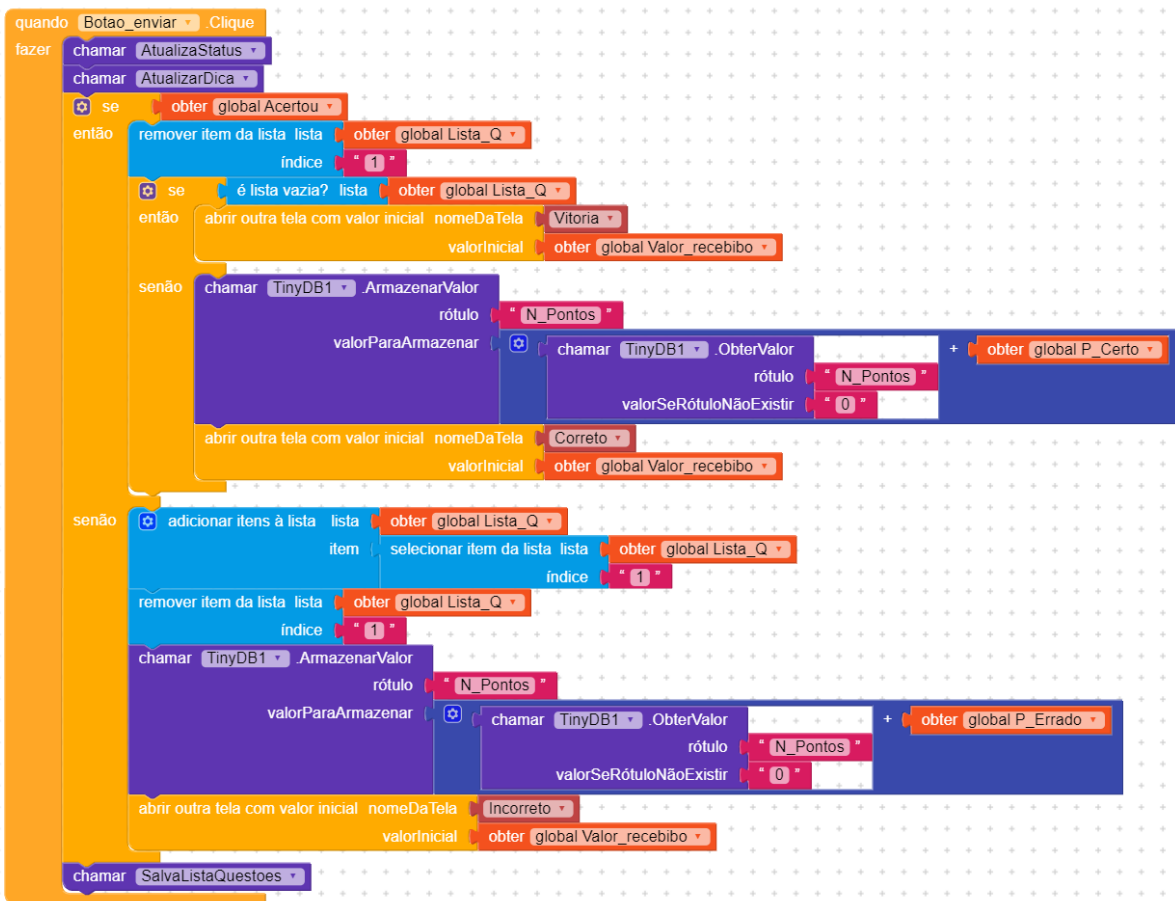 quando Botao_enviar .Clique
fazer chamar AtualizaStatus
chamar AtualizarDica
se obter global Acertou
então remover item da lista lista obter global Lista_Q
índice " 1 "
se é lista vazia? lista obter global Lista_Q
então abrir outra tela com valor inicial nomeDaTela Vitoria
valorInicial obter global Valor_recebibo
senão chamar TinyDB1 .ArmazenarValor
rótulo " N_Pontos "
valorParaArmazenar chamar TinyDB1 .ObterValor + obter global P_Certo
rótulo " N_Pontos "
valorSeRótuloNãoExistir " 0 "
abrir outra tela com valor inicial nomeDaTela Correto
valorInicial obter global Valor_recebibo
senão adicionar itens à lista lista obter global Lista_Q
item selecionar item da lista lista obter global Lista_Q
índice " 1 "
remover item da lista lista obter global Lista_Q
índice " 1 "
chamar TinyDB1 .ArmazenarValor
rótulo " N_Pontos "
valorParaArmazenar chamar TinyDB1 .ObterValor + obter global P_Errado
rótulo " N_Pontos "
valorSeRótuloNãoExistir " 0 "
abrir outra tela com valor inicial nomeDaTela Incorreto
valorInicial obter global Valor_recebibo
chamar SalvaListaQuestoes